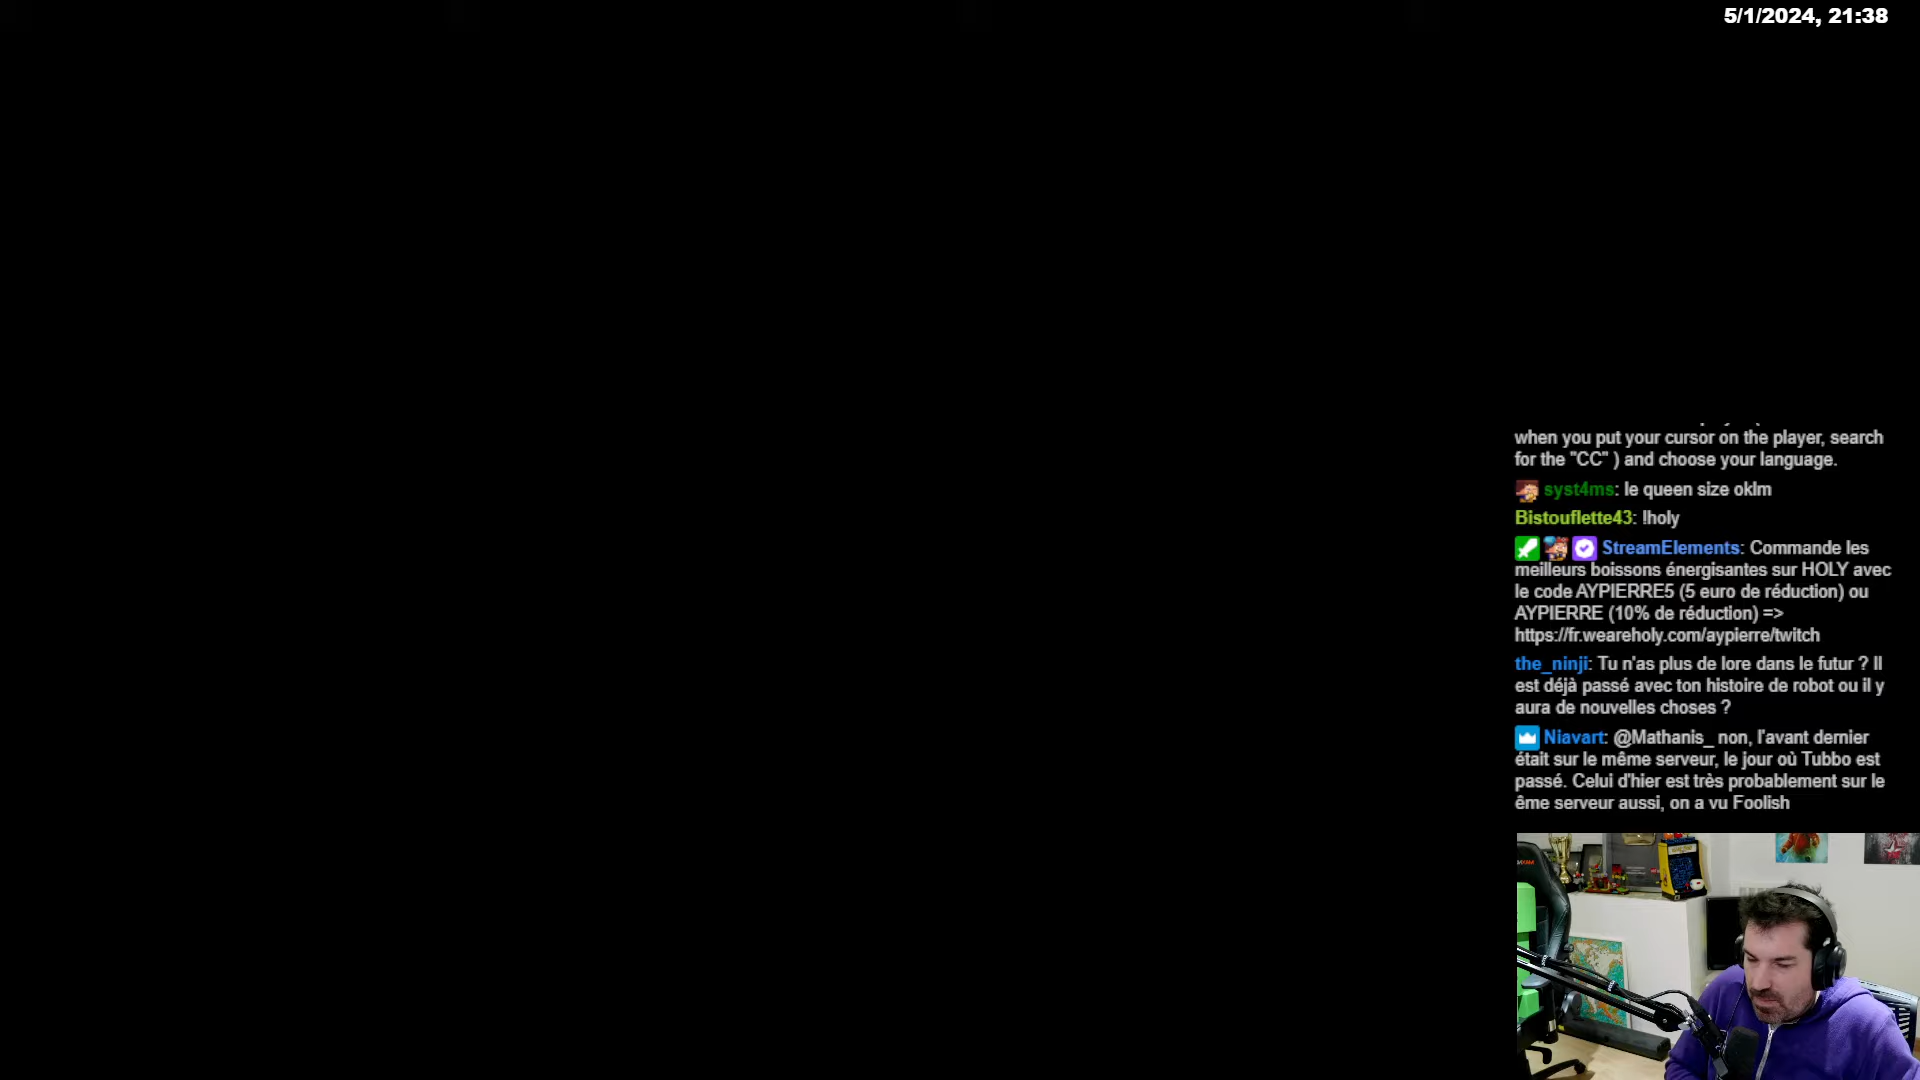 5/1/2024, 21:38
when you put your cursor on the player, search
for the "CC" ) and choose your language.
syst4ms: le queen size oklm
Bistouflette43: !holy
StreamElements: Commande les
meilleurs boissons énergisantes sur HOLY avec
le code AYPIERRE5 (5 euro de réduction) ou
AYPIERRE (10% de réduction) =>
https://fr.weareholy.com/aypierre/twitch
the_ninji: Tu n'as plus de lore dans le futur ? Il
est déjà passé avec ton histoire de robot ou il y
aura de nouvelles choses ?
Niavart: @Mathanis_ non, l'avant dernier
était sur le même serveur, le jour où Tubbo est
passé. Celui d'hier est très probablement sur le
ême serveur aussi, on a vu Foolish